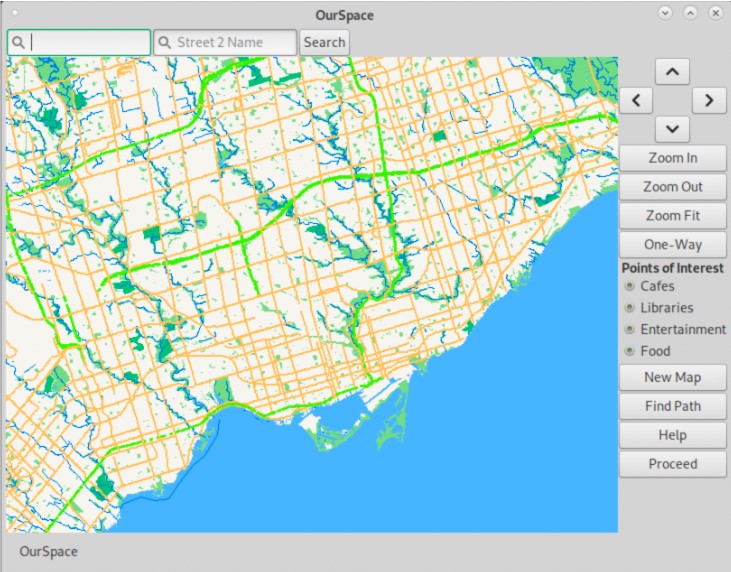 OurSpace
Street 2 Name Search
Zoom In
Zoom Out
Zoom Fit
One-Way
Points of Interest
Cafes
Libraries
Entertainment
Food
New Map
Find Path
Help
Proceed
OurSpace